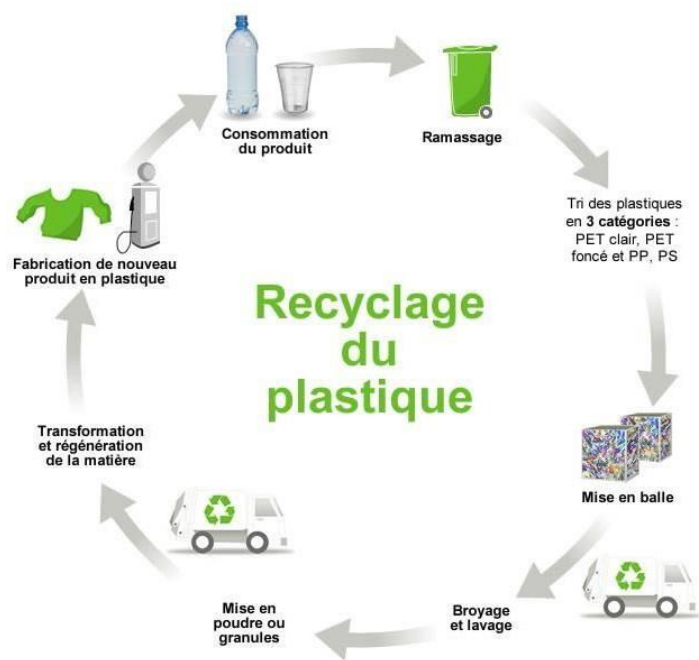 Consommation
du produit
Ramassage
Tri des plastiques
en 3 catégories :
PET clair, PET
foncé et PP, PS
Mise en balle
Broyage
et lavage
Mise en
poudre ou
granules
Transformation
et régénération
de la matière
Fabrication de nouveau
produit en plastique
Recyclage
du
plastique